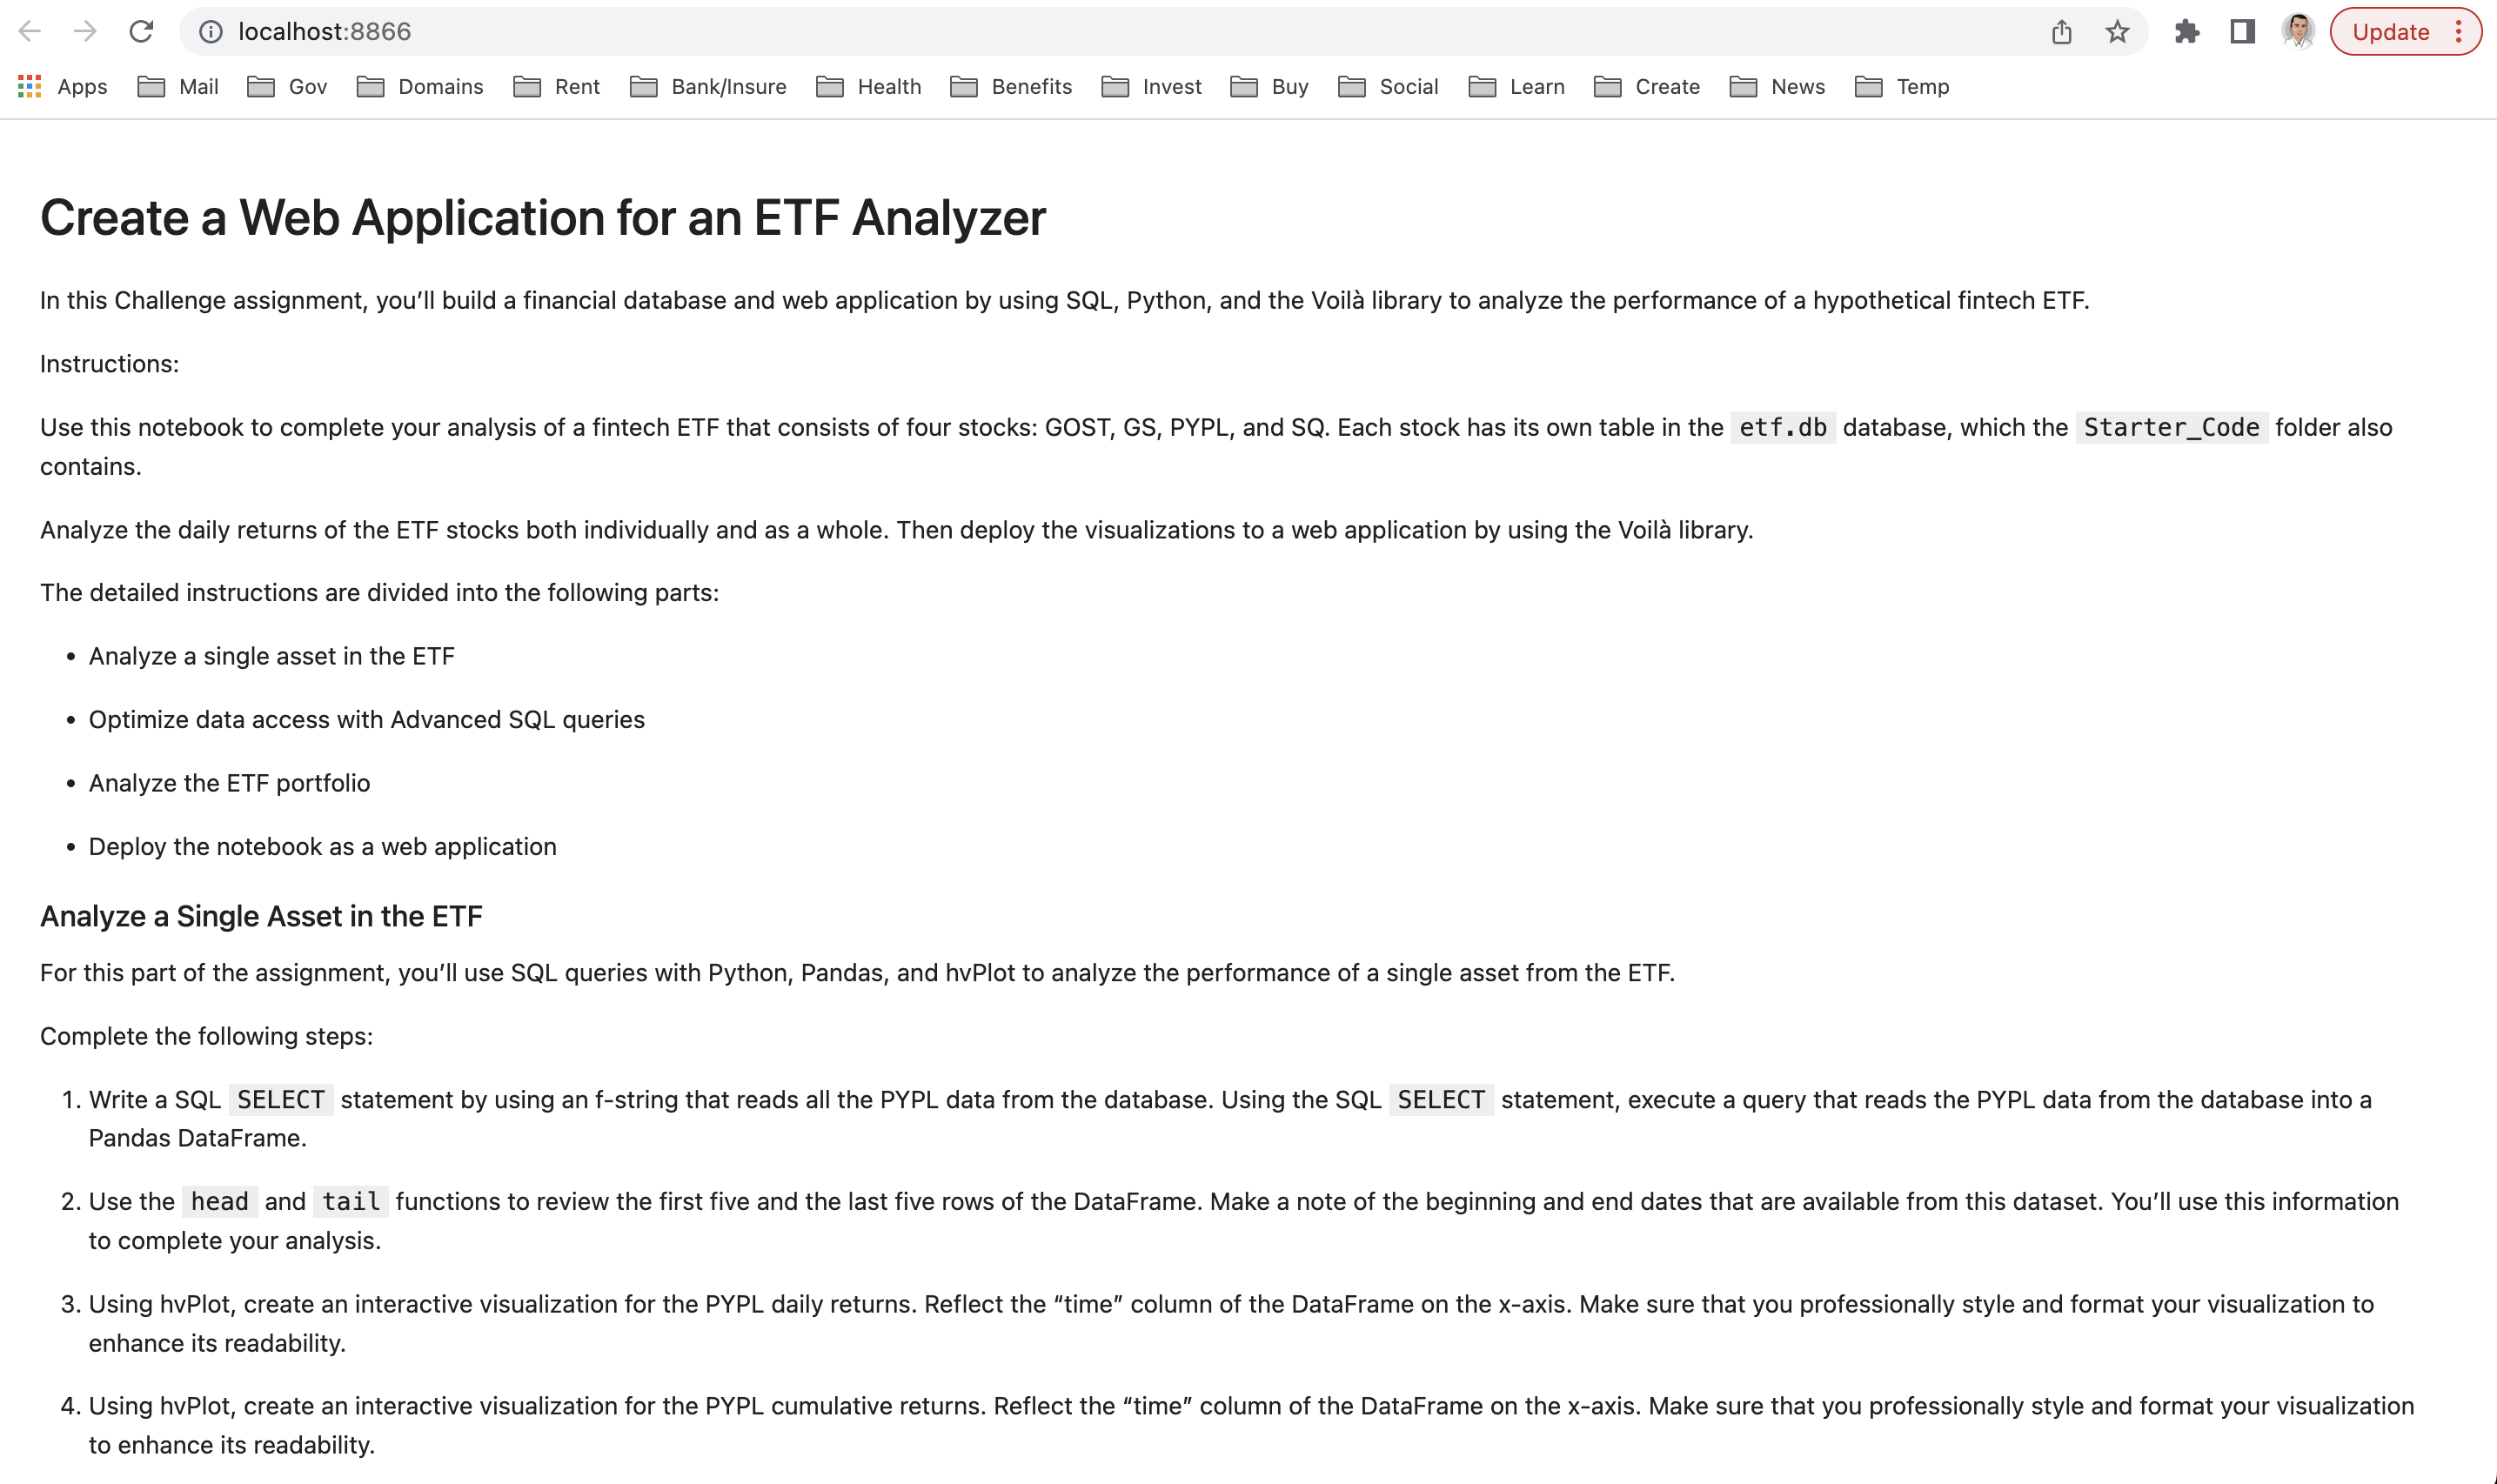 localhost:8866
Update
Apps Mail Gov Domains Rent Bank/Insure Health Benefits Invest Buy Social Learn Create News Temp
Create a Web Application for an ETF Analyzer
In this Challenge assignment, you’ll build a financial database and web application by using SQL, Python, and the Voilà library to analyze the performance of a hypothetical fintech ETF.
Instructions:
Use this notebook to complete your analysis of a fintech ETF that consists of four stocks: GOST, GS, PYPL, and SQ. Each stock has its own table in the etf.db database, which the Starter_Code folder also
contains.
Analyze the daily returns of the ETF stocks both individually and as a whole. Then deploy the visualizations to a web application by using the Voilà library.
The detailed instructions are divided into the following parts:
• Analyze a single asset in the ETF
• Optimize data access with Advanced SQL queries
• Analyze the ETF portfolio
• Deploy the notebook as a web application
Analyze a Single Asset in the ETF
For this part of the assignment, you’ll use SQL queries with Python, Pandas, and hvPlot to analyze the performance of a single asset from the ETF.
Complete the following steps:
1. Write a SQL SELECT statement by using an f-string that reads all the PYPL data from the database. Using the SQL SELECT statement, execute a query that reads the PYPL data from the database into a
Pandas DataFrame.
2. Use the head and tail functions to review the first five and the last five rows of the DataFrame. Make a note of the beginning and end dates that are available from this dataset. You’ll use this information
to complete your analysis.
3. Using hvPlot, create an interactive visualization for the PYPL daily returns. Reflect the “time” column of the DataFrame on the x-axis. Make sure that you professionally style and format your visualization to
enhance its readability.
4. Using hvPlot, create an interactive visualization for the PYPL cumulative returns. Reflect the “time” column of the DataFrame on the x-axis. Make sure that you professionally style and format your visualization
to enhance its readability.